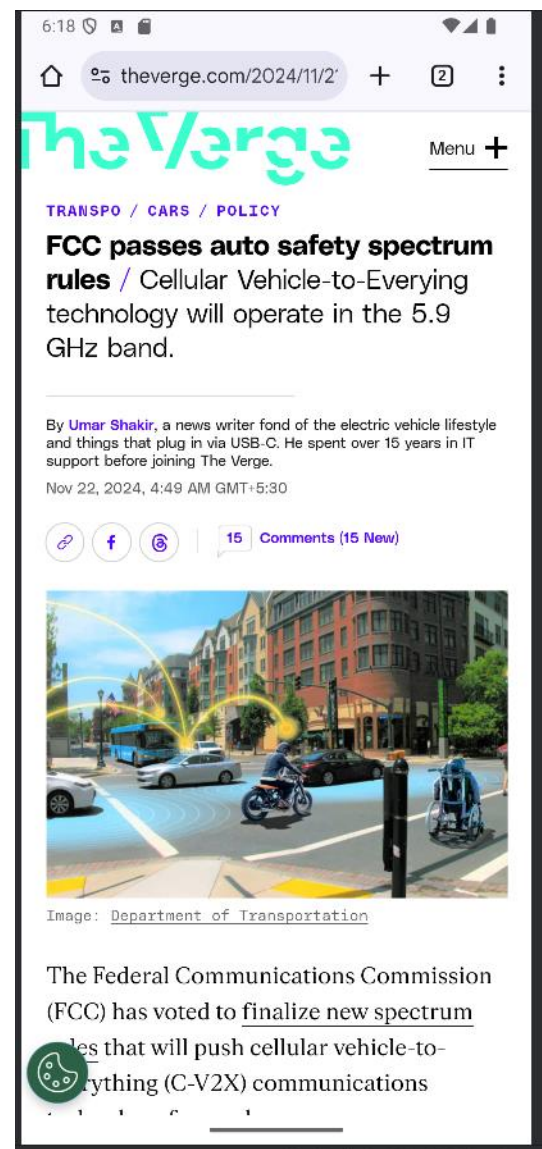 6:18
theverge.com/2024/11/2
2
The Verge
Menu
TRANSPO / CARS / POLICY
FCC passes auto safety spectrum
rules / Cellular Vehicle-to-Everying
technology will operate in the 5.9
GHz band.
By Umar Shakir, a news writer fond of the electric vehicle lifestyle
and things that plug in via USB-C. He spent over 15 years in IT
support before joining The Verge.
Nov 22, 2024, 4:49 AM GMT+5:30
15 Comments (15 New)
Image: Department of Transportation
The Federal Communications Commission
(FCC) has voted to finalize new spectrum
that will push cellular vehicle-to-
(C-V2X) communications